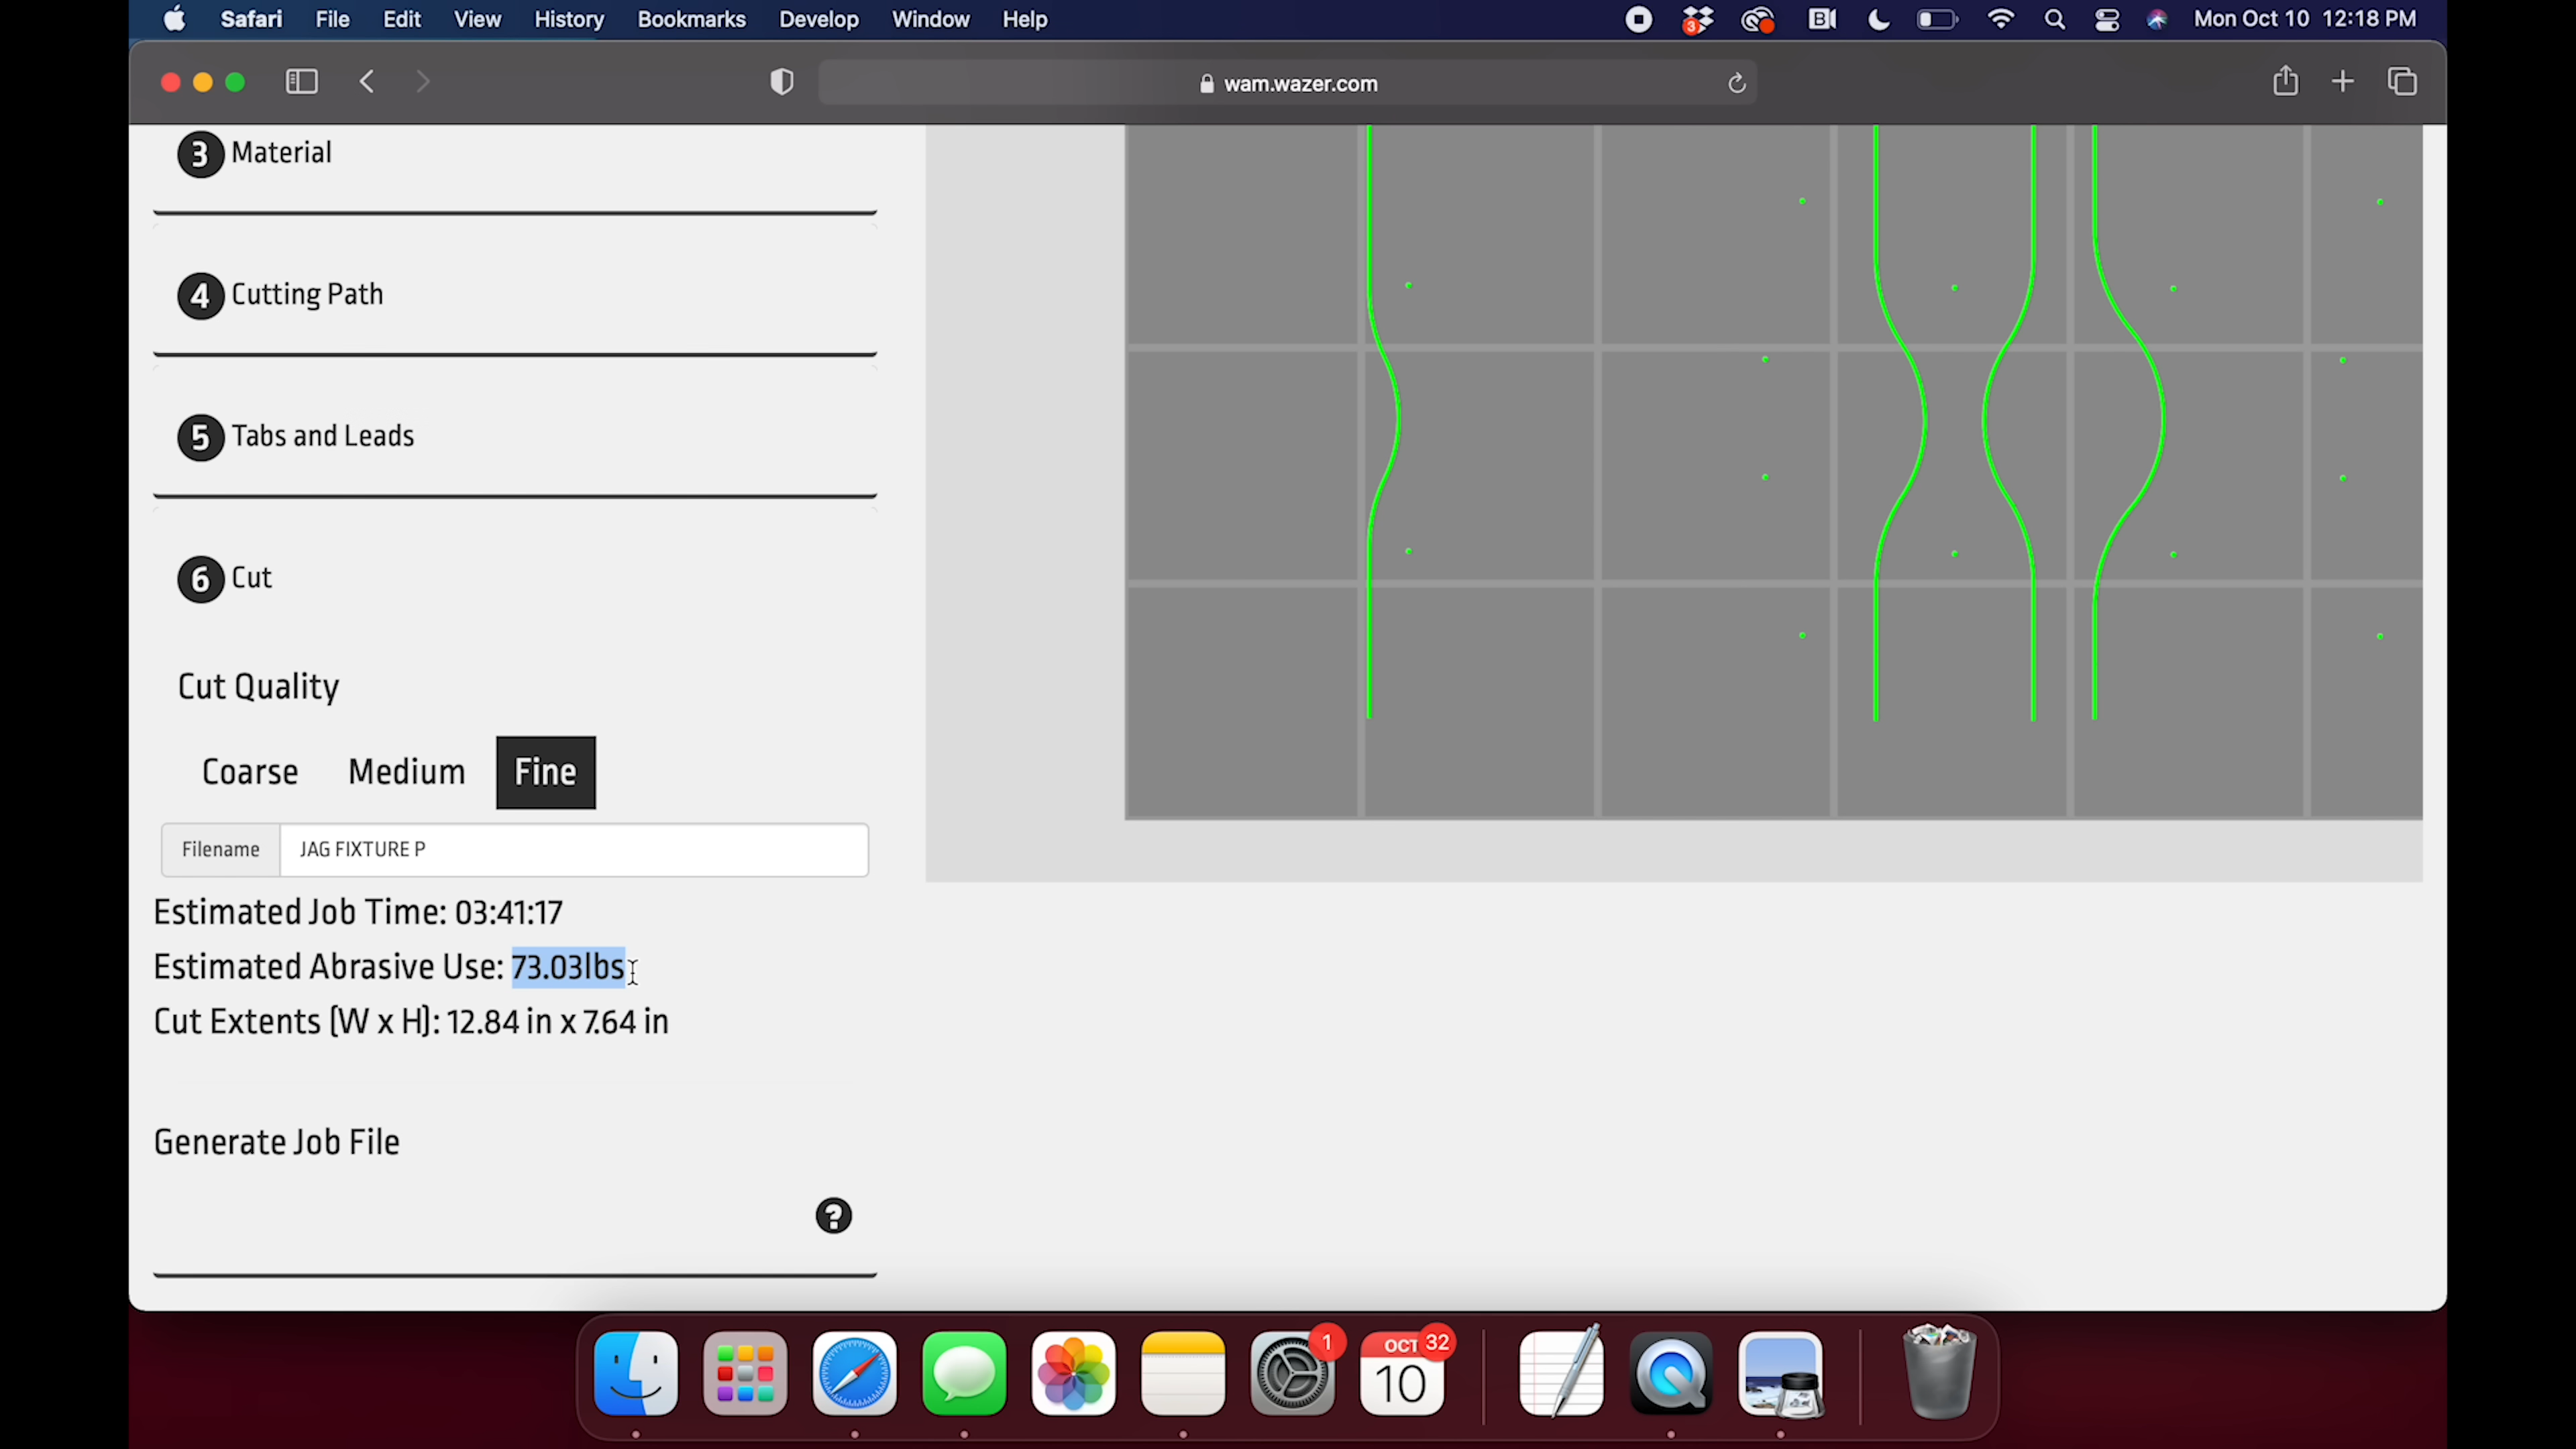 Safari File Edit View History Bookmarks Develop Window Help
3
Mon Oct 10 12:18 PM
wam.wazer.com
3 Material
4 Cutting Path
5 Tabs and Leads
6 Cut
Cut Quality
Coarse Medium Fine
Filename JAG FIXTURE P
Estimated Job Time: 03:41:17
Estimated Abrasive Use: 73.03lbs
Cut Extents (W x H): 12.84 in x 7.64 in
Generate Job File
?
1
OCT 32
10